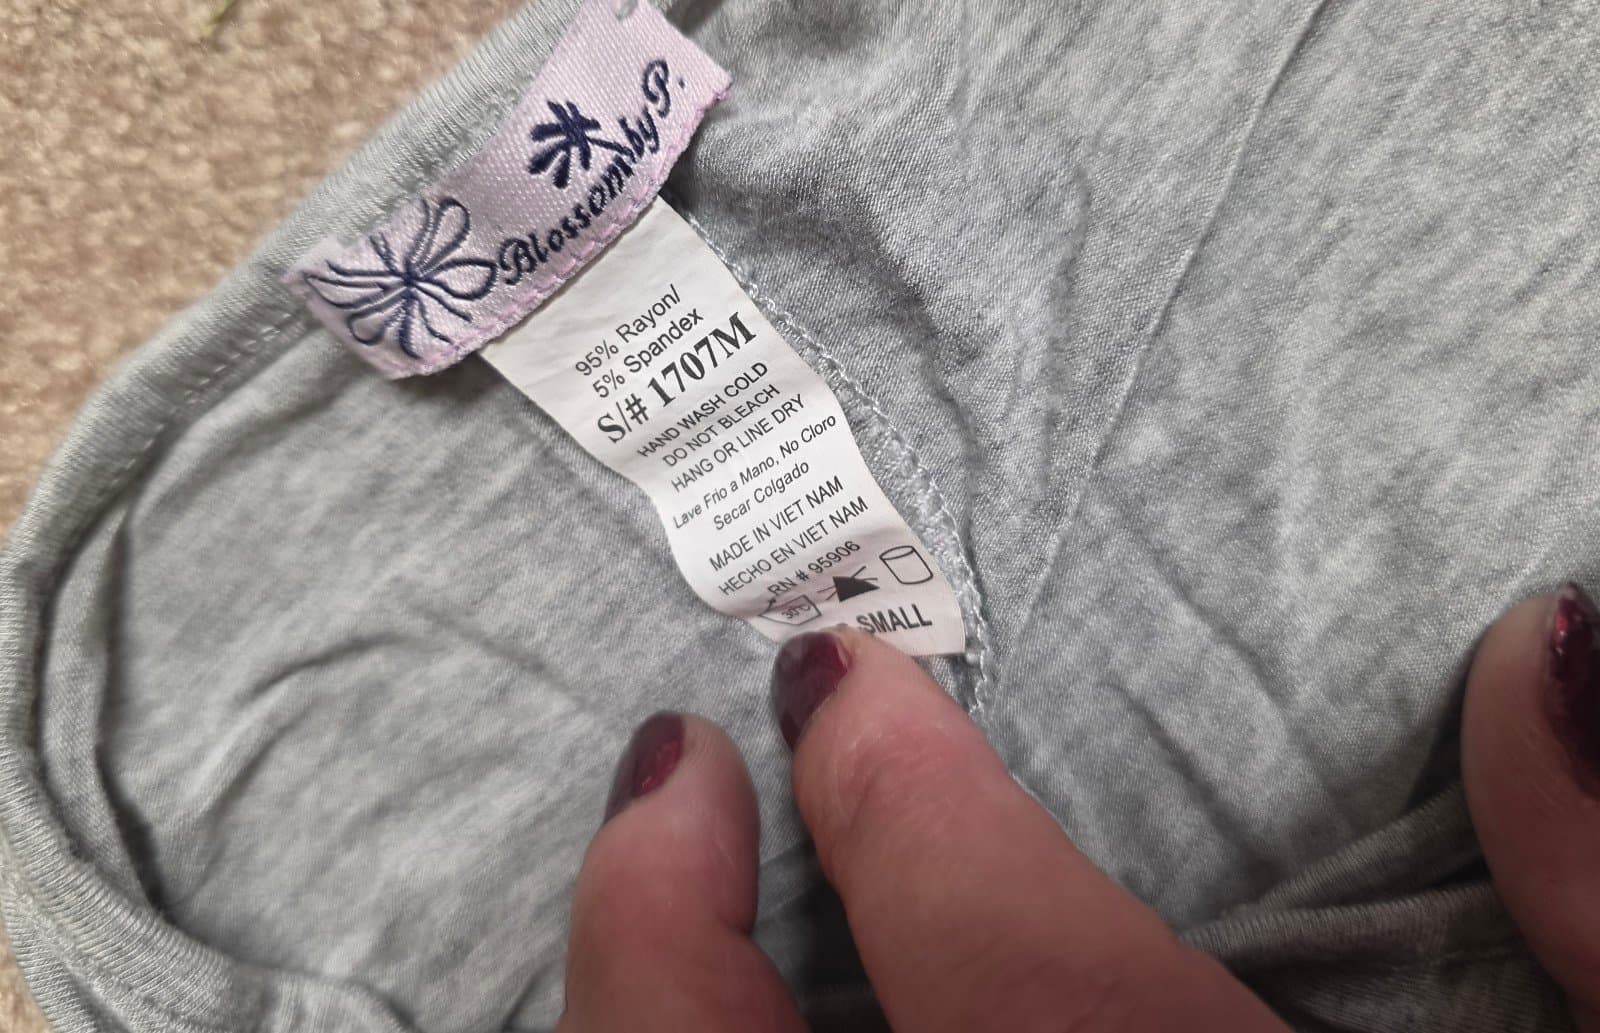 Blossom by P.
95% Rayon/
5% Spandex
S/# 1707M
HAND WASH COLD
DO NOT BLEACH
HANG OR LINE DRY
Lave Frio a Mano, No Cloro
Secar Colgado
MADE IN VIET NAM
HECHO EN VIET NAM
RN # 95906
30°C
SMALL